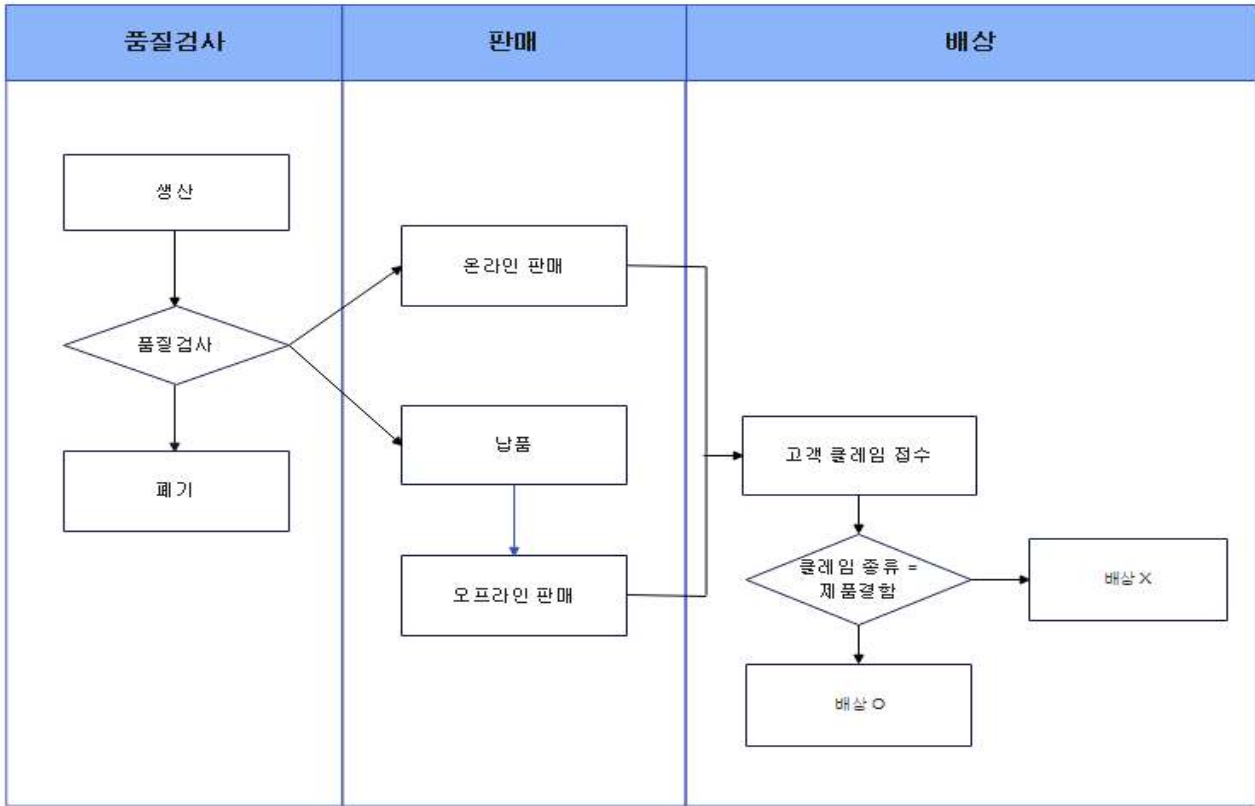 품질검사
판매
배상
생산
품질검사
폐기
온라인 판매
납품
오프라인 판매
고객 클레임 접수
클레임 종류 =
제품결함
배상 X
배상 O